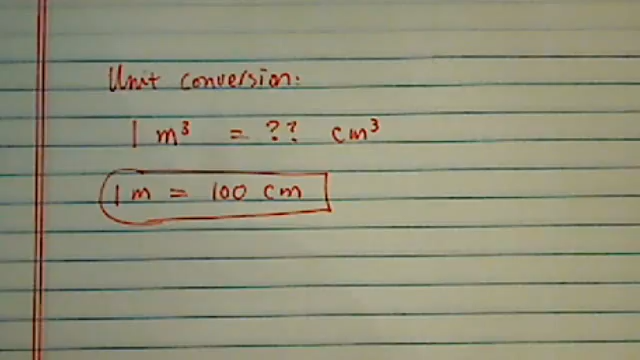 Unit conversion:
1 m³ = ?? cm³
1 m = 100 cm